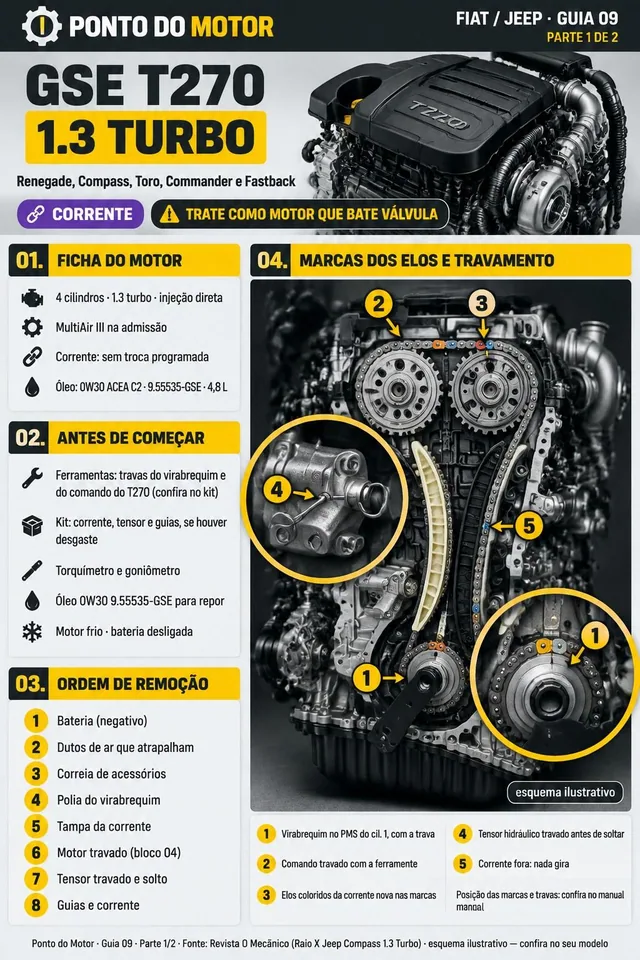 PONTO DO MOTOR
FIAT / JEEP · GUIA 09
PARTE 1 DE 2
GSE T270
1.3 TURBO
Renegade, Compass, Toro, Commander e Fastback
CORRENTE
TRATE COMO MOTOR QUE BATE VÁLVULA
T270
01. FICHA DO MOTOR
4 cilindros · 1.3 turbo · injeção direta
MultiAir III na admissão
Corrente: sem troca programada
Óleo: 0W30 ACEA C2 · 9.55535-GSE · 4,8 L
02. ANTES DE COMEÇAR
Ferramentas: travas do virabrequim e
do comando do T270 (confira no kit)
Kit: corrente, tensor e guias, se houver
desgaste
Torquímetro e goniômetro
Óleo 0W30 9.55535-GSE para repor
Motor frio · bateria desligada
03. ORDEM DE REMOÇÃO
1 Bateria (negativo)
2 Dutos de ar que atrapalham
3 Correia de acessórios
4 Polia do virabrequim
5 Tampa da corrente
6 Motor travado (bloco 04)
7 Tensor travado e solto
8 Guias e corrente
04. MARCAS DOS ELOS E TRAVAMENTO
2
3
4
5
1
1
esquema ilustrativo
1 Virabrequim no PMS do cil. 1, com a trava
2 Comando travado com a ferramente
3 Elos coloridos da corrente nova nas marcas
4 Tensor hidráulico travado antes de soltar
5 Corrente fora: nada gira
Posição das marcas e travas: confira no manual
manual
Ponto do Motor · Guia 09 · Parte 1/2 · Fonte: Revista O Mecânico (Raio X Jeep Compass 1.3 Turbo) · esquema ilustrativo — confira no seu modelo